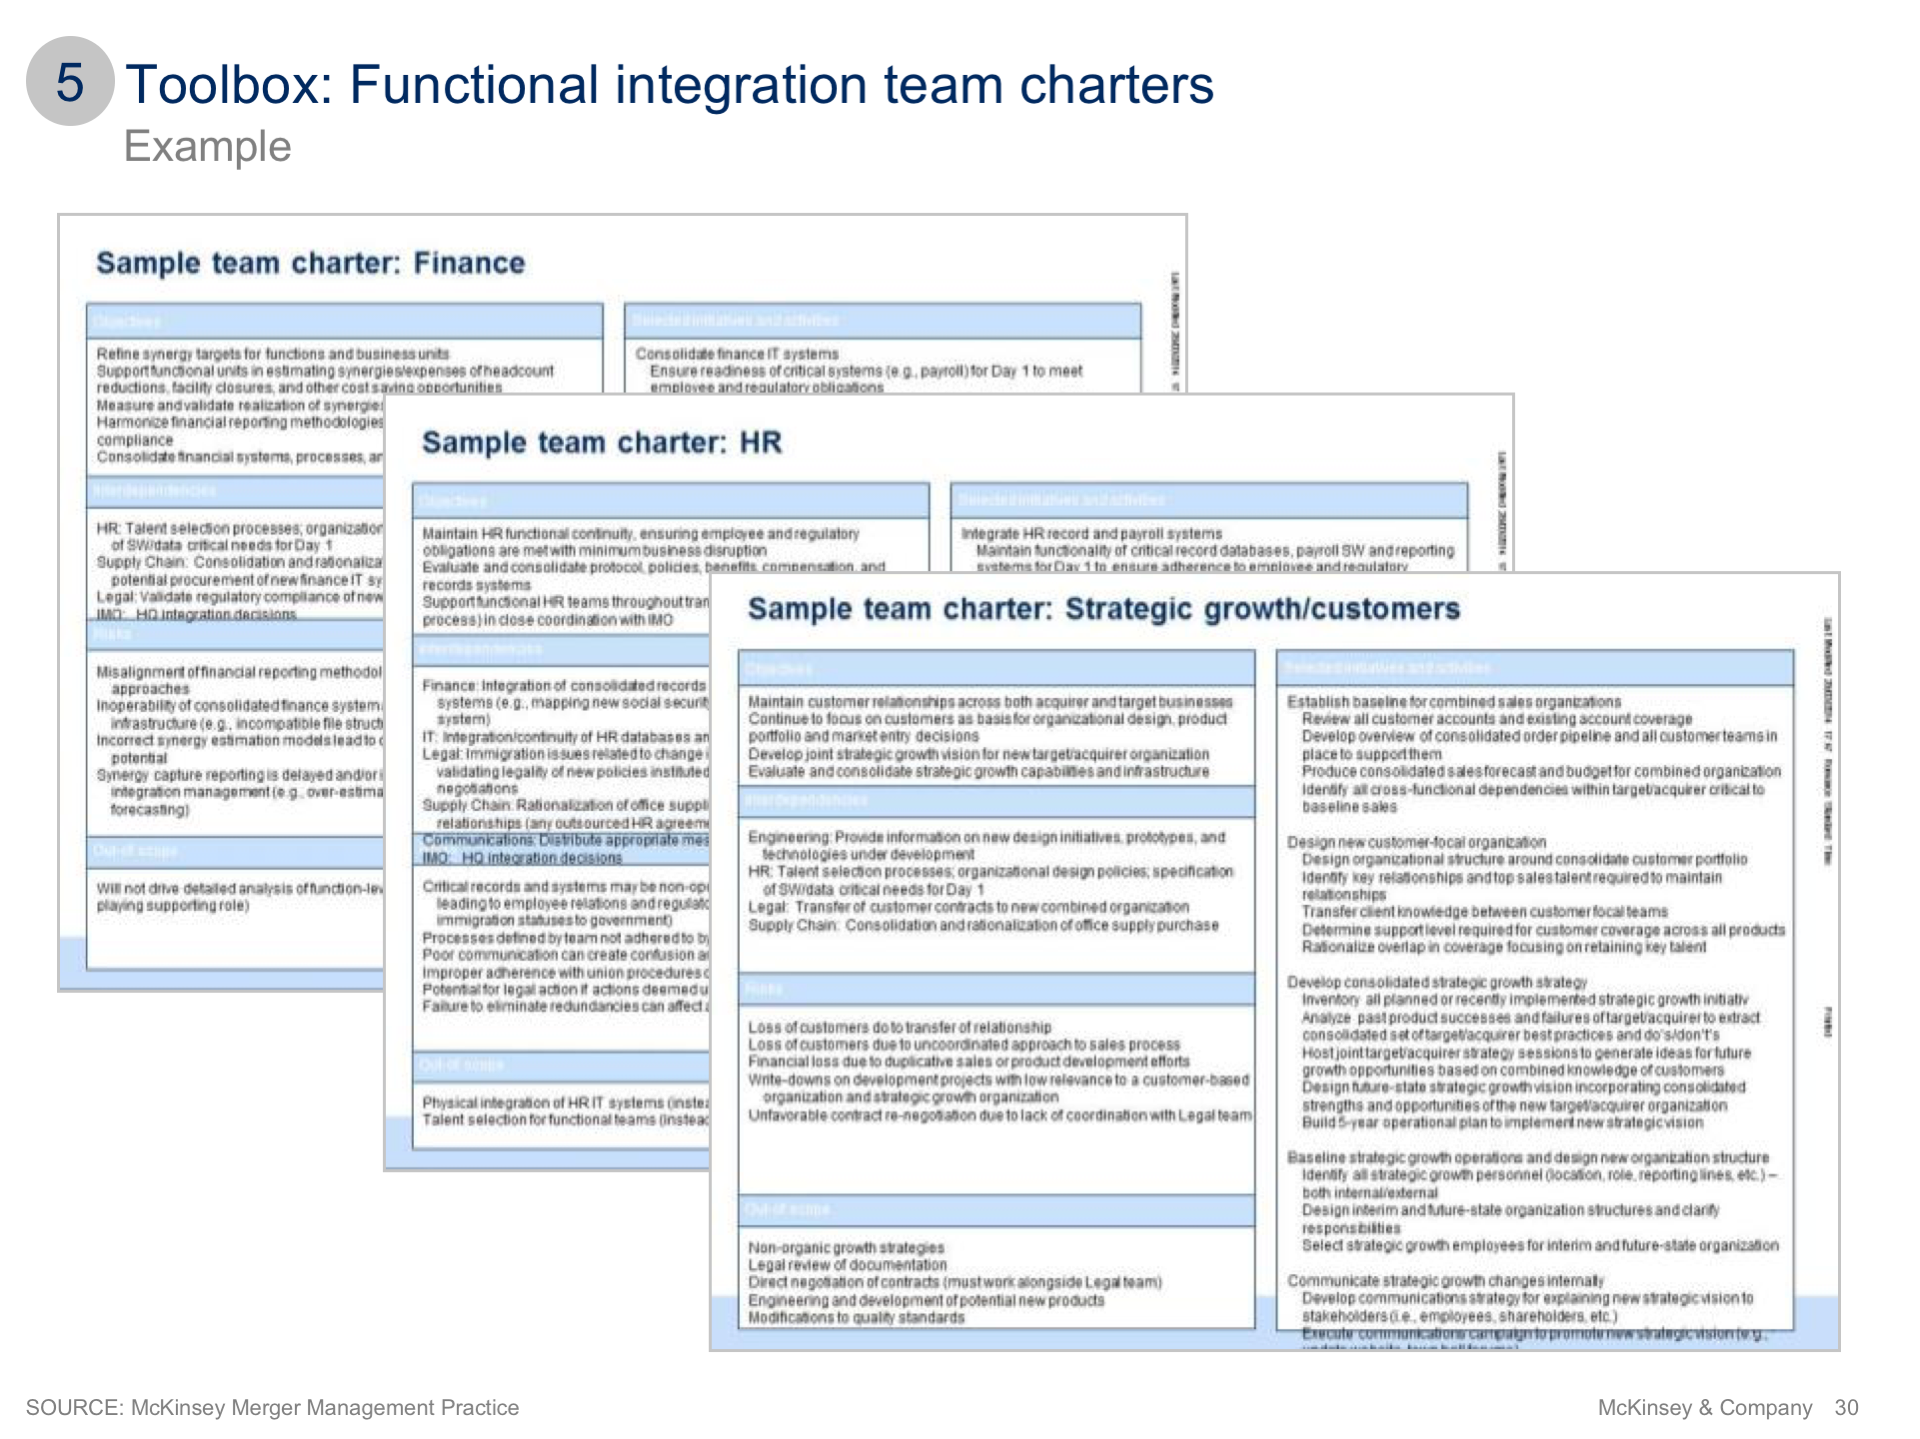 5
Toolbox: Functional integration team charters
Example
Sample team charter: Finance
Objectives
Refine synergy targets for functions and business units
Support functional units in estimating synergies/expenses of headcount
reductions, facility closures, and other cost saving opportunities
Measure and validate realization of synergies
Harmonize financial reporting methodologies
compliance
Consolidate financial systems, processes, an
Interdependencies
HR: Talent selection processes; organization
of SW/data critical needs for Day 1
Supply Chain: Consolidation and rationaliza
potential procurement of new finance IT sy
Legal: Validate regulatory compliance of new
IMO: HQ integration decisions
Risks
Misalignment of financial reporting methodol
approaches
Inoperability of consolidated finance system
infrastructure (e.g., incompatible file struct
Incorrect synergy estimation models lead to
potential
Synergy capture reporting is delayed and/or i
integration management (e.g., over-estima
forecasting)
Out-of scope
Will not drive detailed analysis of function-lev
playing supporting role)
Selected initiatives and activities
Consolidate finance IT systems
Ensure readiness of critical systems (e.g., payroll) for Day 1 to meet
employee and regulatory obligations
Last Modified
Sample team charter: HR
Objectives
Maintain HR functional continuity, ensuring employee and regulatory
obligations are met with minimum business disruption
Evaluate and consolidate protocol, policies, benefits, compensation, and
records systems
Support functional HR teams throughout tran
process) in close coordination with IMO
Interdependencies
Finance: Integration of consolidated records
systems (e.g., mapping new social securit
system)
IT: Integration/continuity of HR databases an
Legal: Immigration issues related to change i
validating legality of new policies instituted
negotiations
Supply Chain: Rationalization of office suppli
relationships (any outsourced HR agreeme
Communications: Distribute appropriate mes
IMO: HQ integration decisions
Critical records and systems may be non-op
leading to employee relations and regulato
immigration statuses to government)
Processes defined by team not adhered to by
Poor communication can create confusion a
Improper adherence with union procedures
Potential for legal action if actions deemed u
Failure to eliminate redundancies can affect
Out-of scope
Physical integration of HR IT systems (instea
Talent selection for functional teams (instead
Selected initiatives and activities
Integrate HR record and payroll systems
Maintain functionality of critical record databases, payroll SW and reporting
systems for Day 1 to ensure adherence to employee and regulatory
Last Modified
Sample team charter: Strategic growth/customers
Objectives
Maintain customer relationships across both acquirer and target businesses
Continue to focus on customers as basis for organizational design, product
portfolio and market entry decisions
Develop joint strategic growth vision for new target/acquirer organization
Evaluate and consolidate strategic growth capabilities and infrastructure
Interdependencies
Engineering: Provide information on new design initiatives, prototypes, and
technologies under development
HR: Talent selection processes; organizational design policies; specification
of SW/data critical needs for Day 1
Legal: Transfer of customer contracts to new combined organization
Supply Chain: Consolidation and rationalization of office supply purchase
Risks
Loss of customers do to transfer of relationship
Loss of customers due to uncoordinated approach to sales process
Financial loss due to duplicative sales or product development efforts
Write-downs on development projects with low relevance to a customer-based
organization and strategic growth organization
Unfavorable contract re-negotiation due to lack of coordination with Legal team
Out-of scope
Non-organic growth strategies
Legal review of documentation
Direct negotiation of contracts (must work alongside Legal team)
Engineering and development of potential new products
Modifications to quality standards
Selected initiatives and activities
Establish baseline for combined sales organizations
Review all customer accounts and existing account coverage
Develop overview of consolidated order pipeline and all customer teams in
place to support them
Produce consolidated sales forecast and budget for combined organization
Identify all cross-functional dependencies within target/acquirer critical to
baseline sales
Design new customer-focal organization
Design organizational structure around consolidate customer portfolio
Identify key relationships and top sales talent required to maintain
relationships
Transfer client knowledge between customer focal teams
Determine support level required for customer coverage across all products
Rationalize overlap in coverage focusing on retaining key talent
Develop consolidated strategic growth strategy
Inventory all planned or recently implemented strategic growth initiativ
Analyze past product successes and failures of target/acquirer to extract
consolidated set of target/acquirer best practices and do's/don't's
Host joint target/acquirer strategy sessions to generate ideas for future
growth opportunities based on combined knowledge of customers
Design future-state strategic growth vision incorporating consolidated
strengths and opportunities of the new target/acquirer organization
Build 5-year operational plan to implement new strategic vision
Baseline strategic growth operations and design new organization structure
Identify all strategic growth personnel (location, role, reporting lines, etc.) –
both internal/external
Design interim and future-state organization structures and clarify
responsibilities
Select strategic growth employees for interim and future-state organization
Communicate strategic growth changes internally
Develop communications strategy for explaining new strategic vision to
stakeholders (i.e., employees, shareholders, etc.)
Execute communications campaign to promote new strategic vision (e.g.,
Last Modified
Printed
SOURCE: McKinsey Merger Management Practice
McKinsey & Company 30